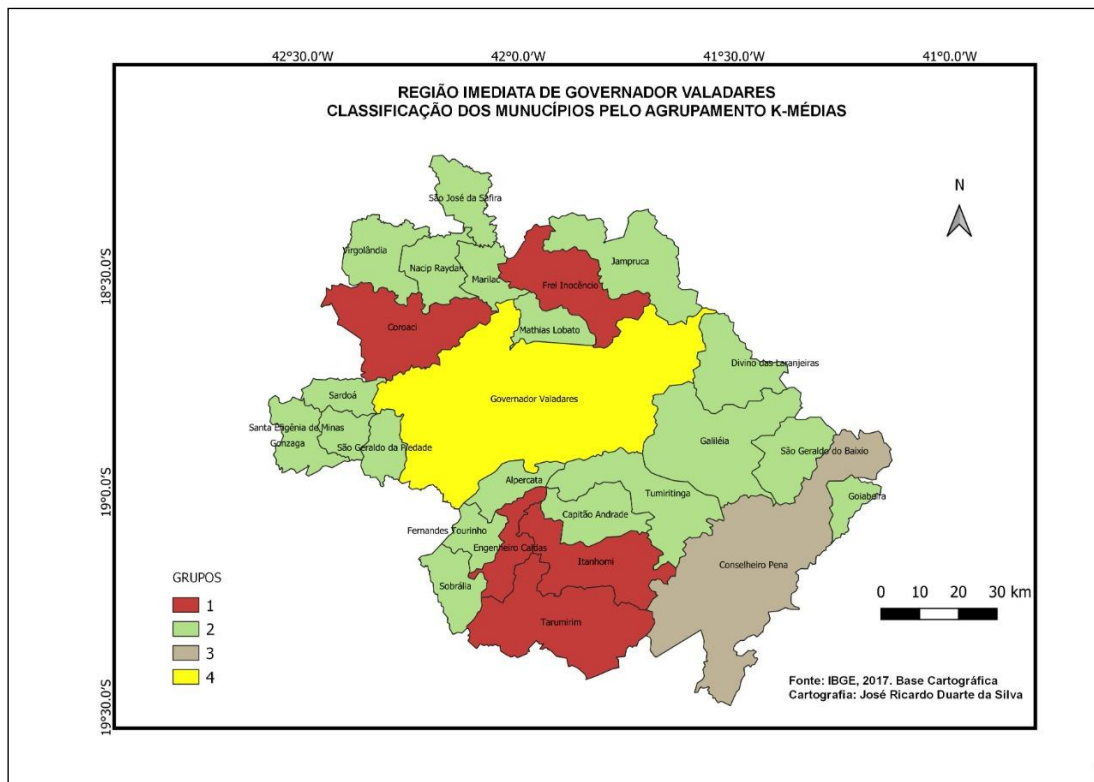 42°30.0'W 42°0.0'W 41°30.0'W 41°0.0'W
REGIÃO IMEDIATA DE GOVERNADOR VALADARES
CLASSIFICAÇÃO DOS MUNUCÍPIOS PELO AGRUPAMENTO K-MÉDIAS
N
São José da Safira
Virgolândia
Nacip Raydan
Marilac
Jampruca
Frei Inocêncio
18°30.0'S
Coroaci
Mathias Lobato
Divino das Laranjeiras
Sardoá
Governador Valadares
Santa Efigênia de Minas
Gonzaga
São Geraldo da Piedade
Galiléia
São Geraldo do Baixio
19°0.0'S
Alpercata
Tumiritinga
Goiabeira
Capitão Andrade
Fernandes Tourinho
Engenheiro Caldas
Itanhomi
Conselheiro Pena
Sobrália
Tarumirim
GRUPOS
1
2
3
4
0 10 20 30 km
Fonte: IBGE, 2017. Base Cartográfica
Cartografia: José Ricardo Duarte da Silva
19°30.0'S